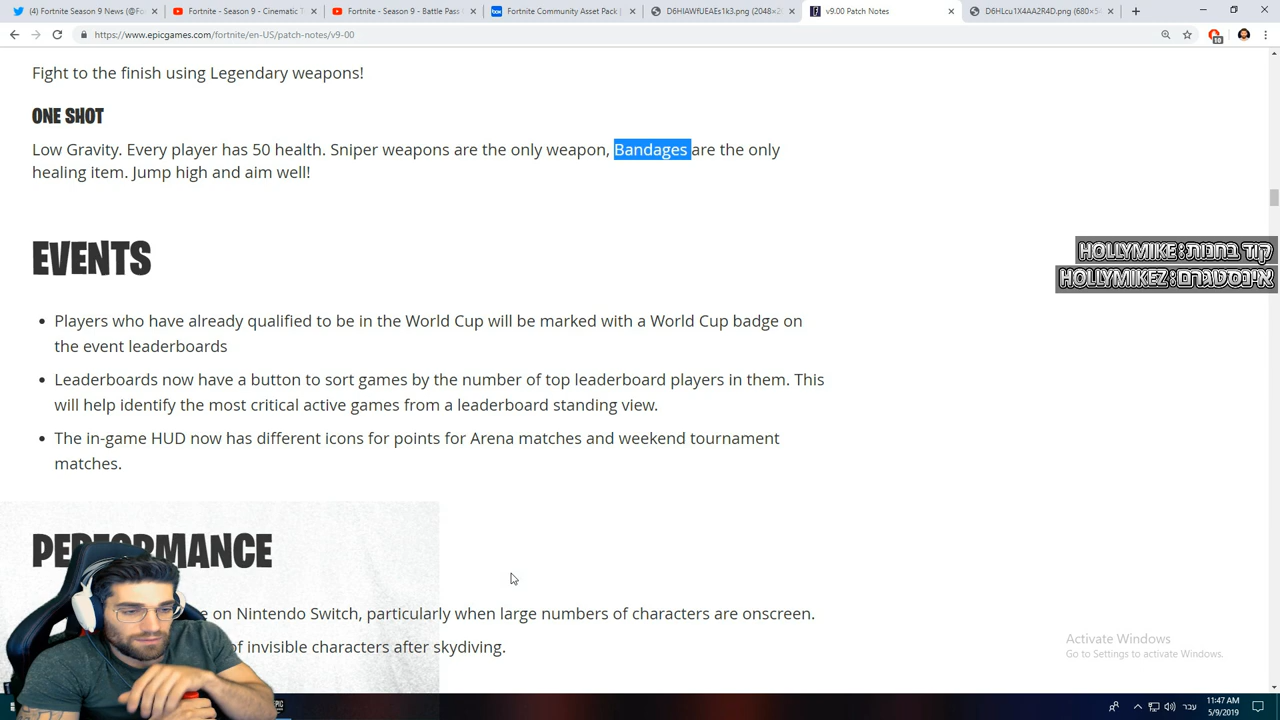 Fortnite Season 9 News (@Fo
Fortnite - Season 9 - Cinematic T
Fortnite - Season 9 - Battle Pass
Fortnite Community Asset Pack |
D6HIAWfUEAEs1k3.png (2048×2
v9.00 Patch Notes
D6HLcu1X4AA2R4D.png (680×5
https://www.epicgames.com/fortnite/en-US/patch-notes/v9-00
Fight to the finish using Legendary weapons!
ONE SHOT
Low Gravity. Every player has 50 health. Sniper weapons are the only weapon, Bandages are the only
healing item. Jump high and aim well!
EVENTS
קוד בחנות: HOLLYMIKE
אינסטגרם: HOLLYMIKEZ
Players who have already qualified to be in the World Cup will be marked with a World Cup badge on
the event leaderboards
Leaderboards now have a button to sort games by the number of top leaderboard players in them. This
will help identify the most critical active games from a leaderboard standing view.
The in-game HUD now has different icons for points for Arena matches and weekend tournament
matches.
PERFORMANCE
on Nintendo Switch, particularly when large numbers of characters are onscreen.
of invisible characters after skydiving.
Activate Windows
Go to Settings to activate Windows.
עבר
11:47 AM
5/9/2019